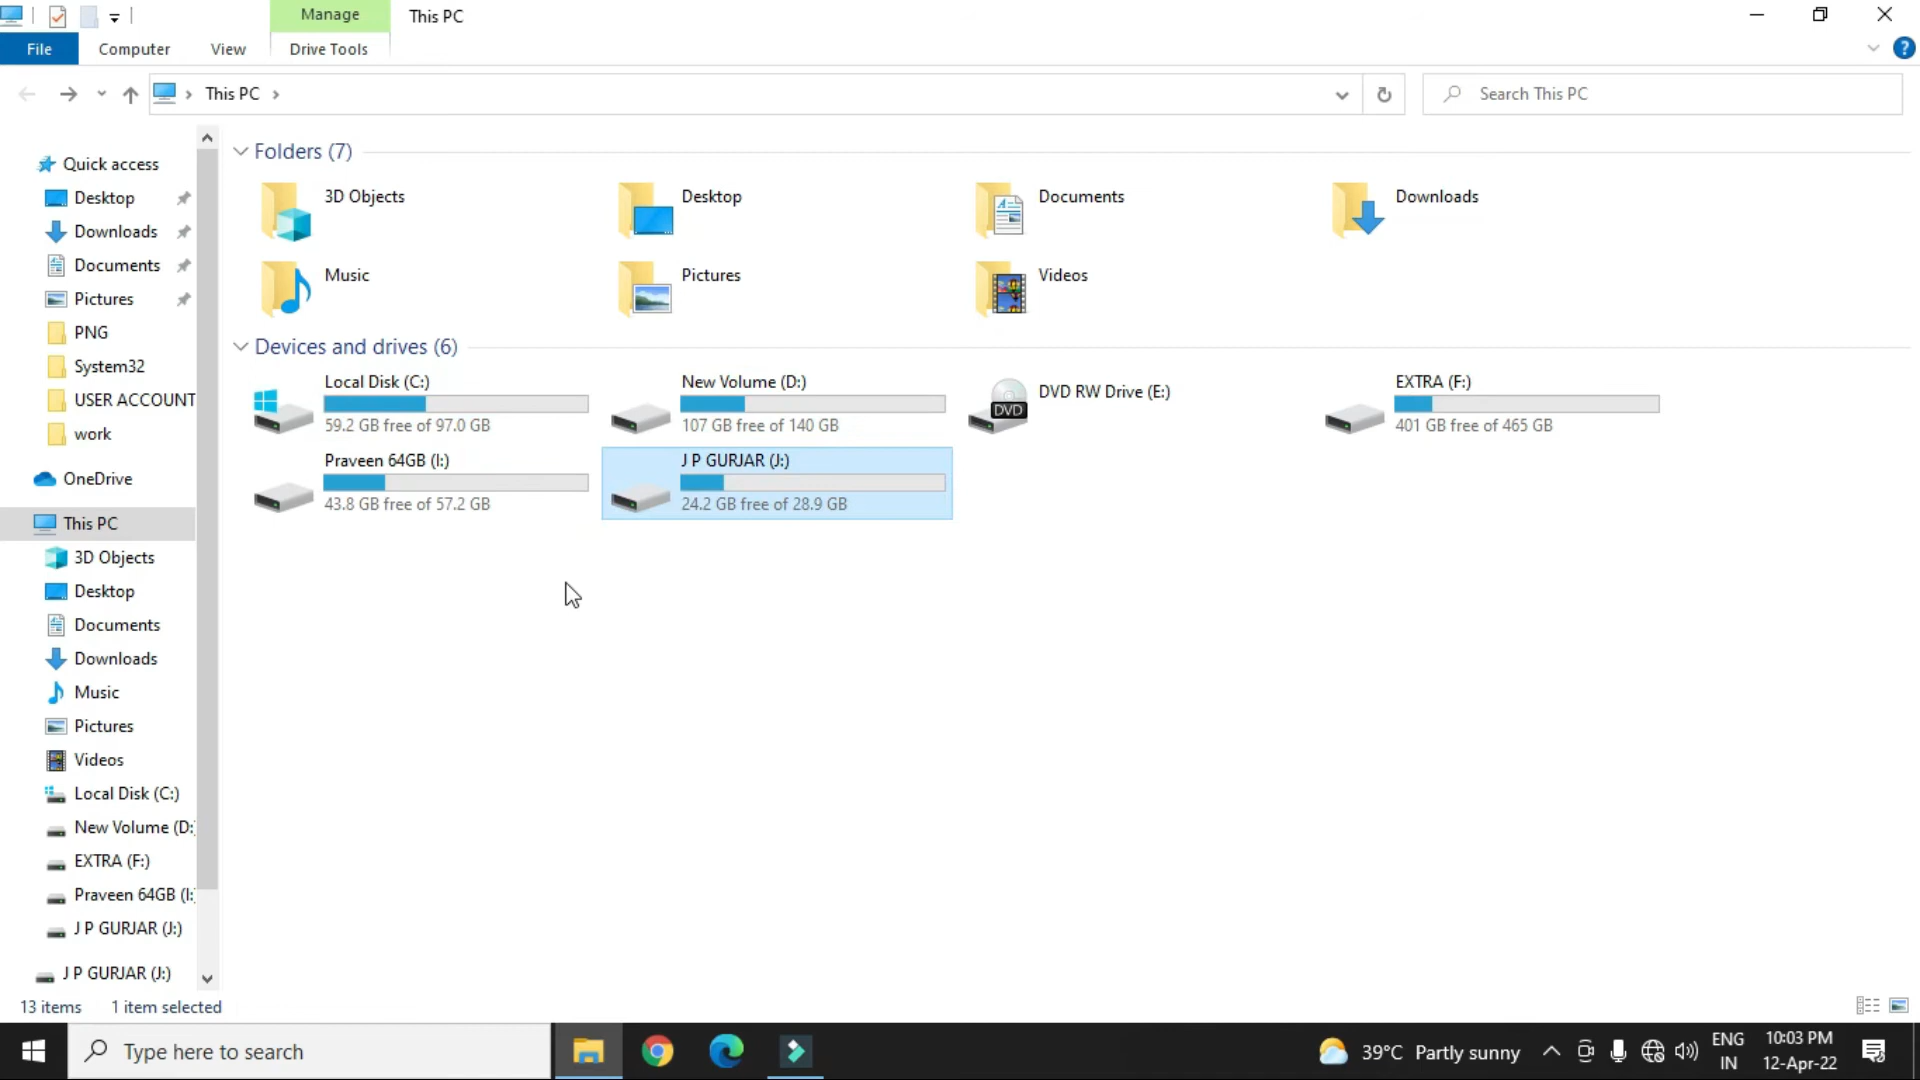 Manage
This PC
File
Computer
View
Drive Tools
?
This PC
Search This PC
Quick access
Desktop
Downloads
Documents
Pictures
PNG
System32
USER ACCOUNT
work
OneDrive
This PC
3D Objects
Desktop
Documents
Downloads
Music
Pictures
Videos
Local Disk (C:)
New Volume (D:
EXTRA (F:)
Praveen 64GB (I:
J P GURJAR (J:)
J P GURJAR (J:)
Folders (7)
3D Objects
Desktop
Documents
Downloads
Music
Pictures
Videos
Devices and drives (6)
Local Disk (C:)
59.2 GB free of 97.0 GB
New Volume (D:)
107 GB free of 140 GB
DVD
DVD RW Drive (E:)
EXTRA (F:)
401 GB free of 465 GB
Praveen 64GB (I:)
43.8 GB free of 57.2 GB
J P GURJAR (J:)
24.2 GB free of 28.9 GB
13 items
1 item selected
Type here to search
39°C Partly sunny
ENG
IN
10:03 PM
12-Apr-22